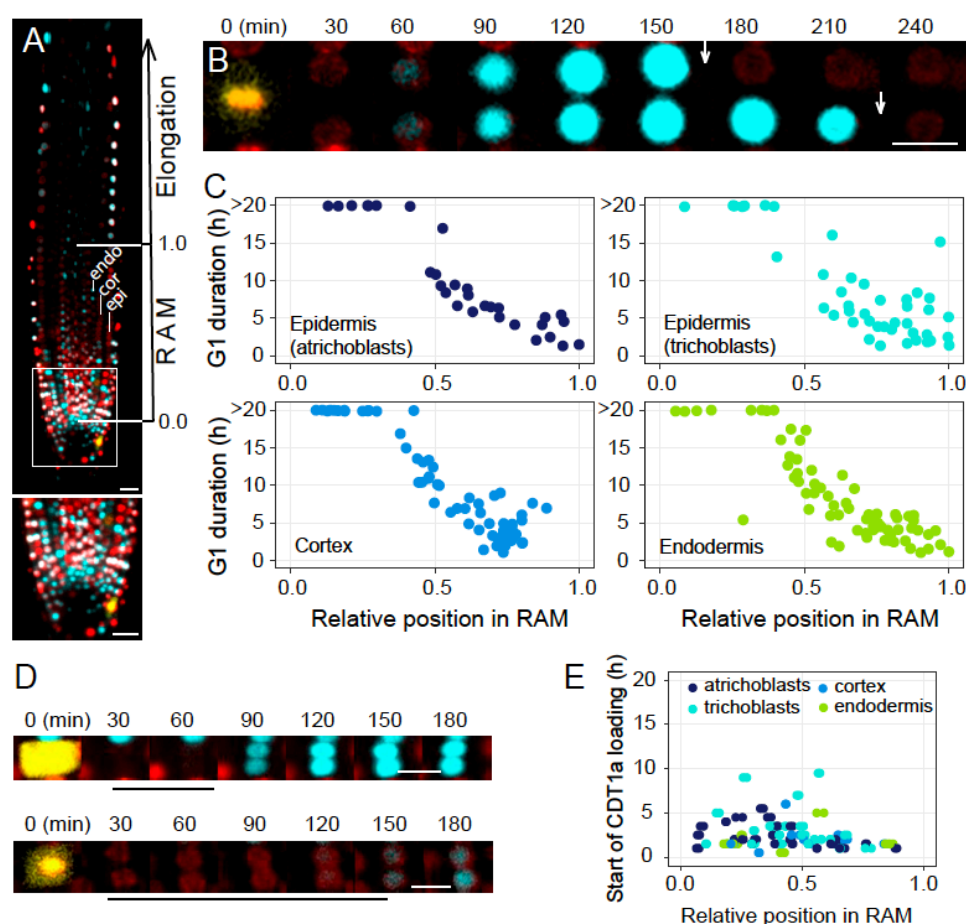 A
Elongation
1.0
endo
cor
epi
RAM
0.0
B
0 (min) 30 60 90 120 150 180 210 240
C
G1 duration (h)
>20
10
5
0
Epidermis
(atrichoblasts)
0.0 0.5 1.0
>20
15
10
5
0
Epidermis
(trichoblasts)
0.0 0.5 1.0
G1 duration (h)
>20
15
10
5
0
Cortex
0.0 0.5 1.0
Relative position in RAM
>20
15
10
5
0
Endodermis
0.0 0.5 1.0
Relative position in RAM
D
0 (min) 30 60 90 120 150 180
0 (min) 30 60 90 120 150 180
E
Start of CDT1a loading (h)
20
15
10
5
0
atrichoblasts cortex
trichoblasts endodermis
0.0 0.5 1.0
Relative position in RAM